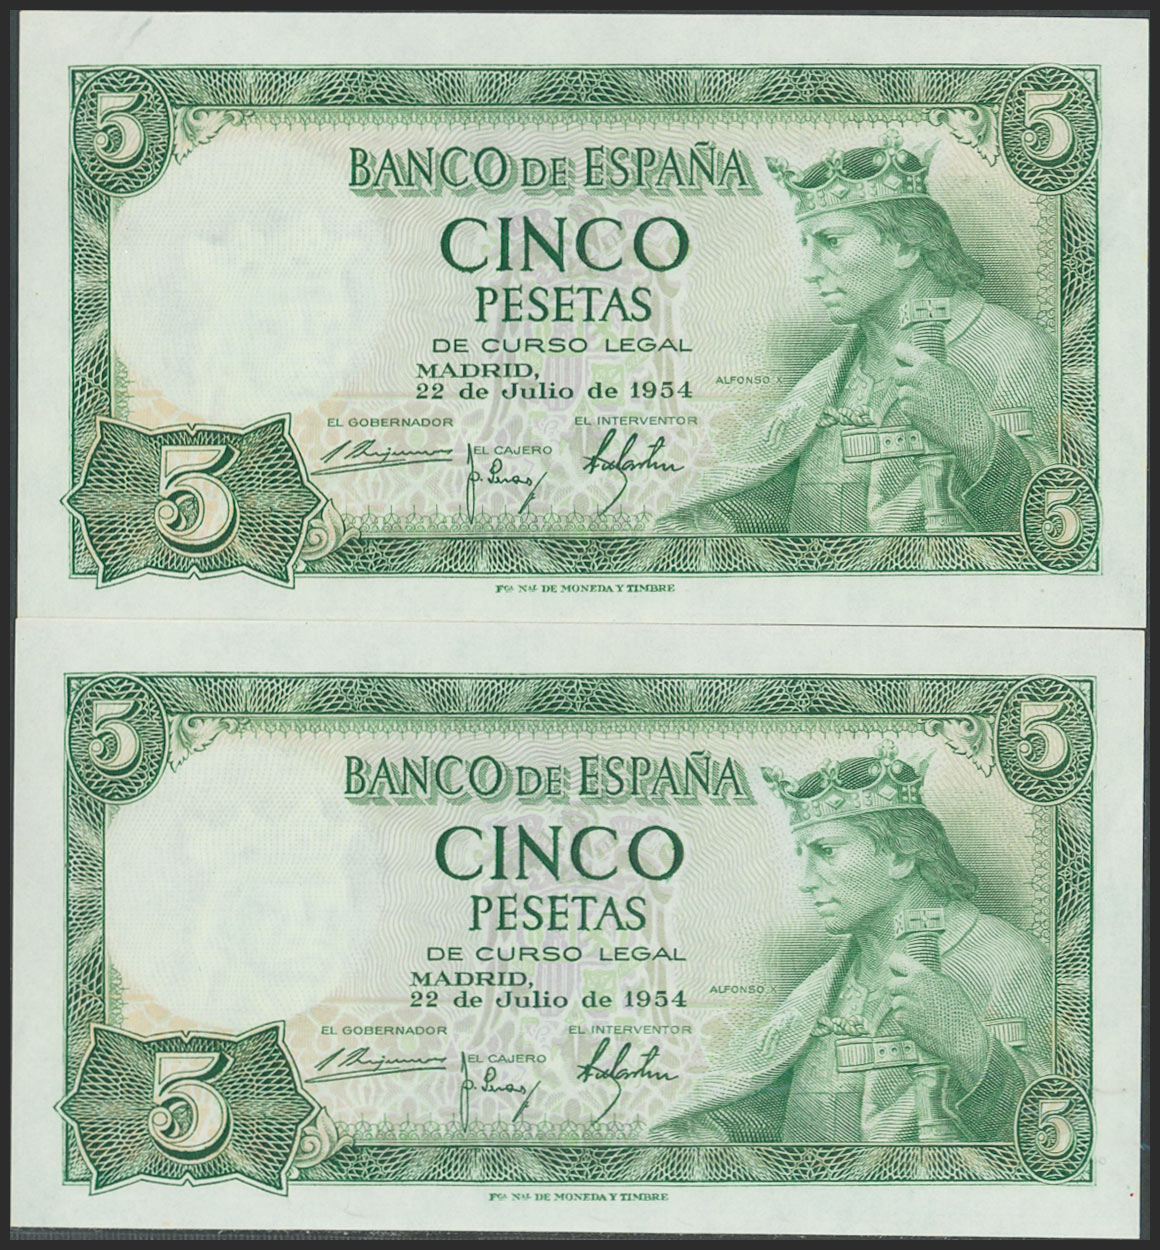 5 5
BANCO DE ESPAÑA
CINCO
PESETAS
DE CURSO LEGAL
MADRID,
22 de Julio de 1954
ALFONSO X
EL GOBERNADOR EL INTERVENTOR
EL CAJERO
5 5
Fca Nal DE MONEDA Y TIMBRE
5 5
BANCO DE ESPAÑA
CINCO
PESETAS
DE CURSO LEGAL
MADRID,
22 de Julio de 1954
ALFONSO X
EL GOBERNADOR EL INTERVENTOR
EL CAJERO
5 5
Fca Nal DE MONEDA Y TIMBRE